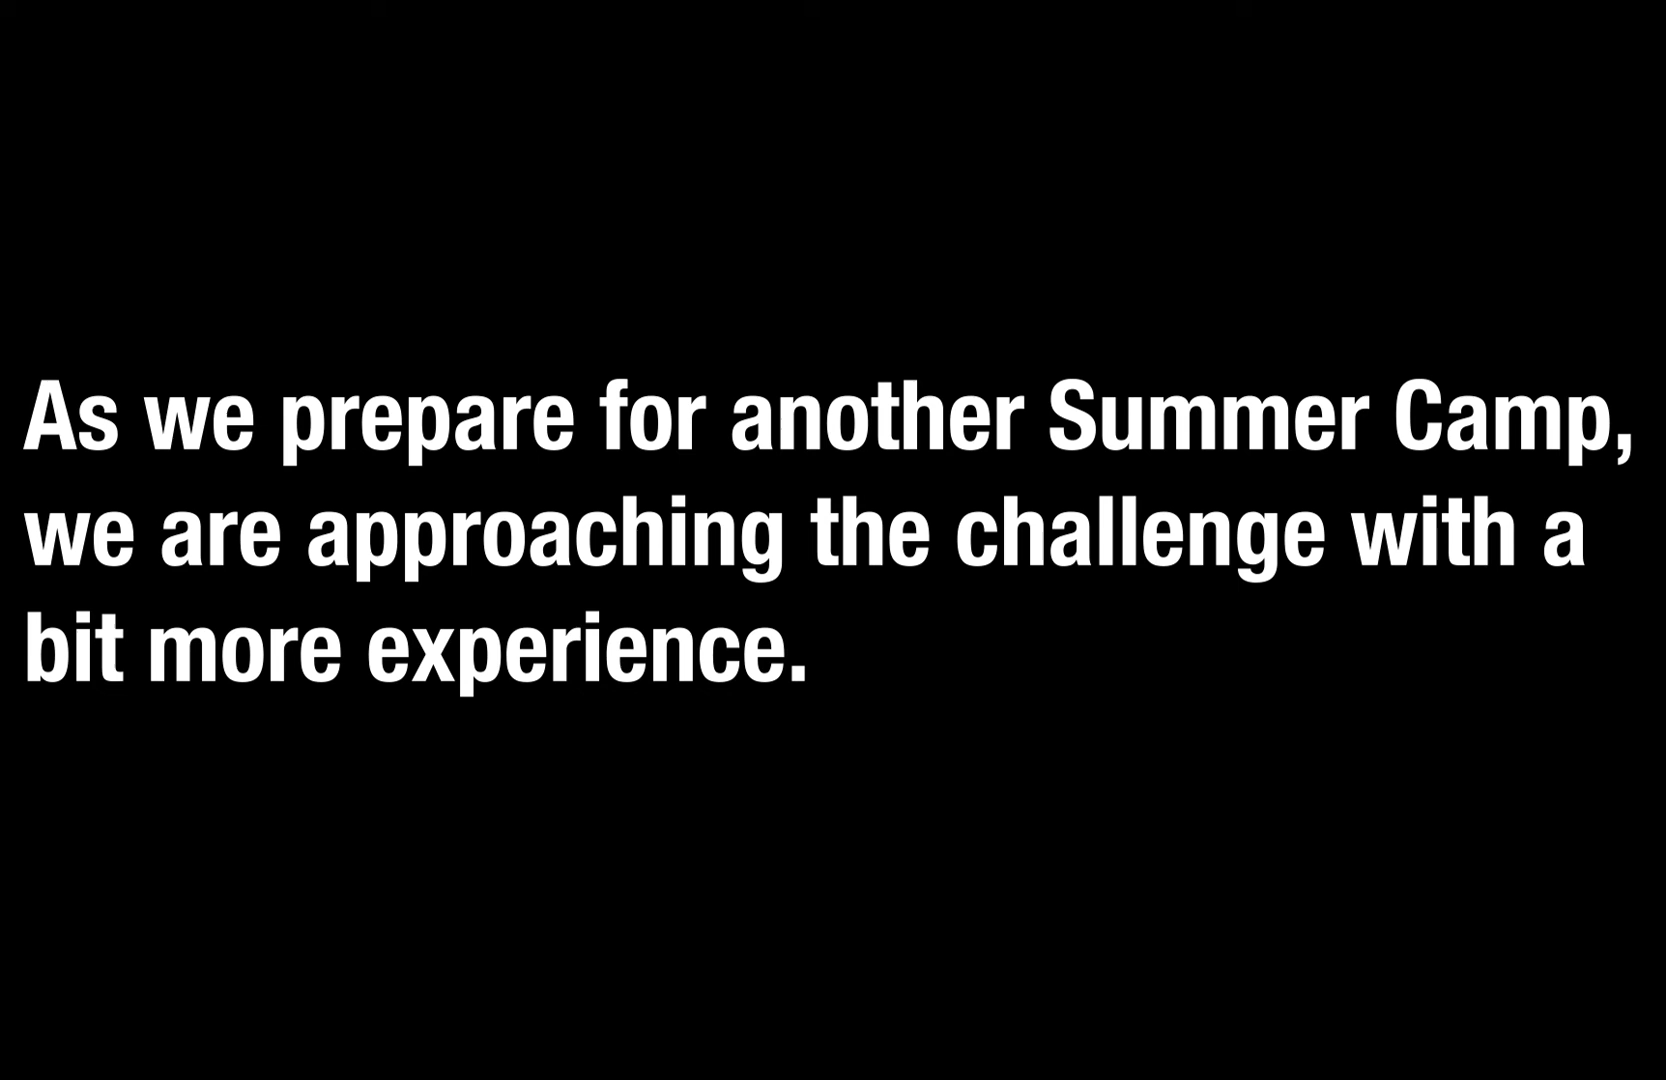 As we prepare for another Summer Camp,
we are approaching the challenge with a
bit more experience.